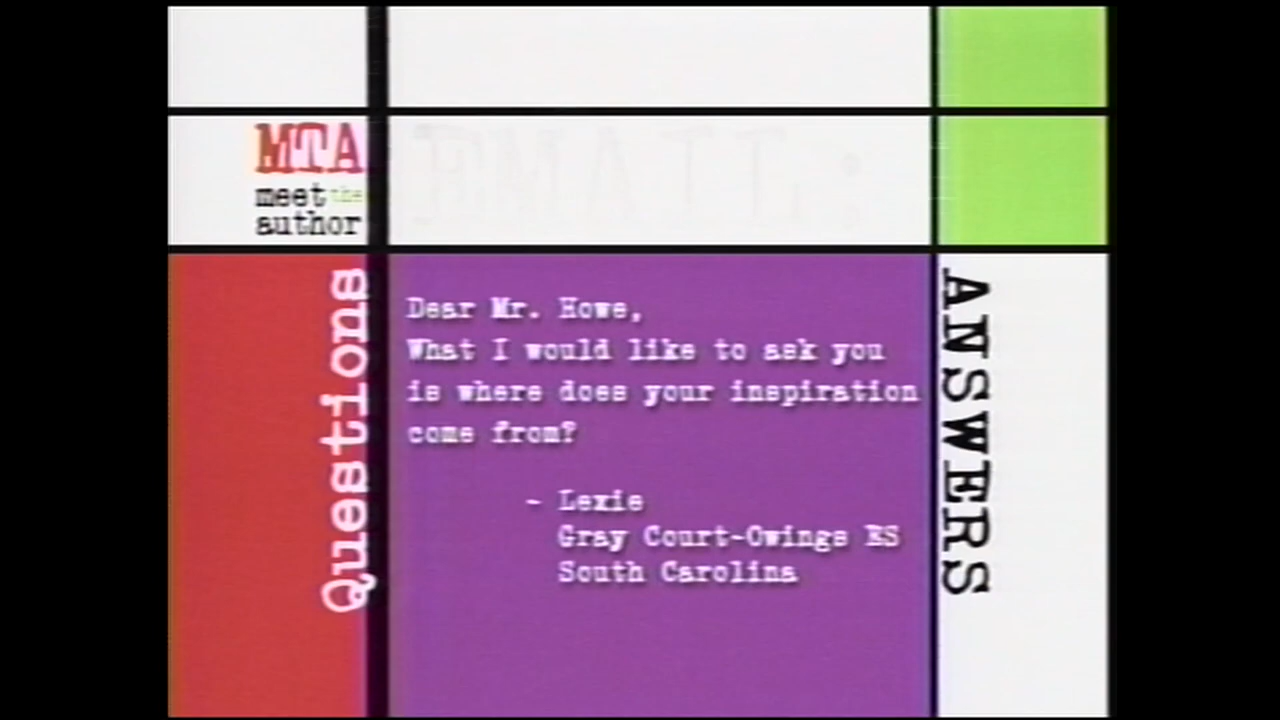 MTA
meet the
author
EMAIL:
Questions
Dear Mr. Howe,
What I would like to ask you
is where does your inspiration
come from?
~ Lexie
Gray Court-Owings ES
South Carolina
ANSWERS